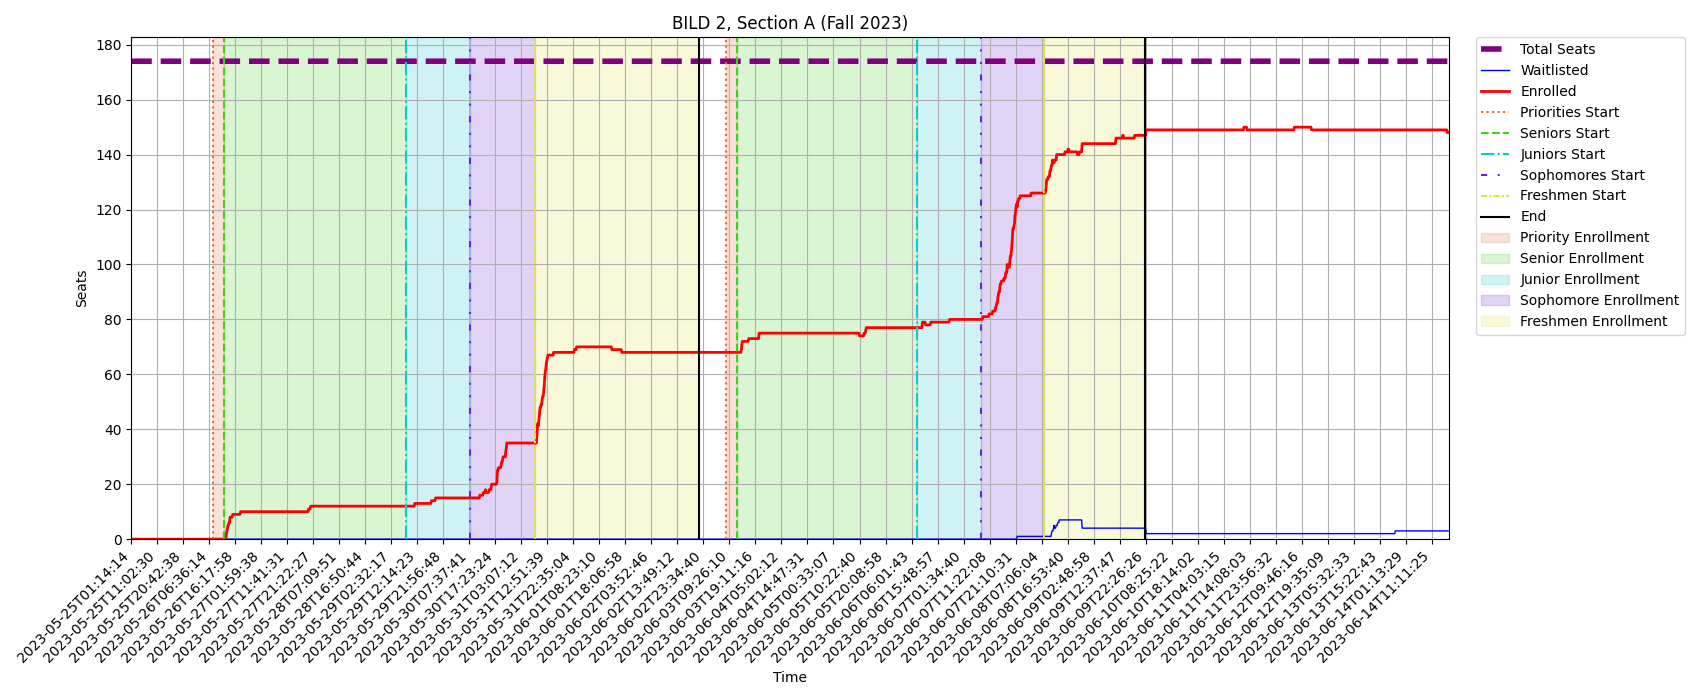 BILD 2, Section A (Fall 2023)
180
160
140
120
100
80
60
40
20
0
Seats
2023-05-25T01:14:14
2023-05-25T11:02:30
2023-05-25T20:42:38
2023-05-26T06:36:14
2023-05-26T16:17:58
2023-05-27T01:59:38
2023-05-27T11:41:31
2023-05-27T21:22:27
2023-05-28T07:09:51
2023-05-28T16:50:44
2023-05-29T02:32:17
2023-05-29T12:14:23
2023-05-29T21:56:48
2023-05-30T07:37:41
2023-05-30T17:23:24
2023-05-31T03:07:12
2023-05-31T12:51:39
2023-05-31T22:35:04
2023-06-01T08:23:10
2023-06-01T18:06:58
2023-06-02T03:52:46
2023-06-02T13:49:12
2023-06-02T23:34:40
2023-06-03T09:26:10
2023-06-03T19:11:16
2023-06-04T05:02:12
2023-06-04T14:47:31
2023-06-05T00:33:07
2023-06-05T10:22:40
2023-06-05T20:08:58
2023-06-06T06:01:43
2023-06-06T15:48:57
2023-06-07T01:34:40
2023-06-07T11:22:08
2023-06-07T21:10:31
2023-06-08T07:06:04
2023-06-08T16:53:40
2023-06-09T02:48:58
2023-06-09T12:37:47
2023-06-09T22:26:26
2023-06-10T08:25:22
2023-06-10T18:14:02
2023-06-11T04:03:15
2023-06-11T14:08:03
2023-06-11T23:56:32
2023-06-12T09:46:16
2023-06-12T19:35:09
2023-06-13T05:32:33
2023-06-13T15:22:43
2023-06-14T01:13:29
2023-06-14T11:11:25
Time
Total Seats
Waitlisted
Enrolled
Priorities Start
Seniors Start
Juniors Start
Sophomores Start
Freshmen Start
End
Priority Enrollment
Senior Enrollment
Junior Enrollment
Sophomore Enrollment
Freshmen Enrollment